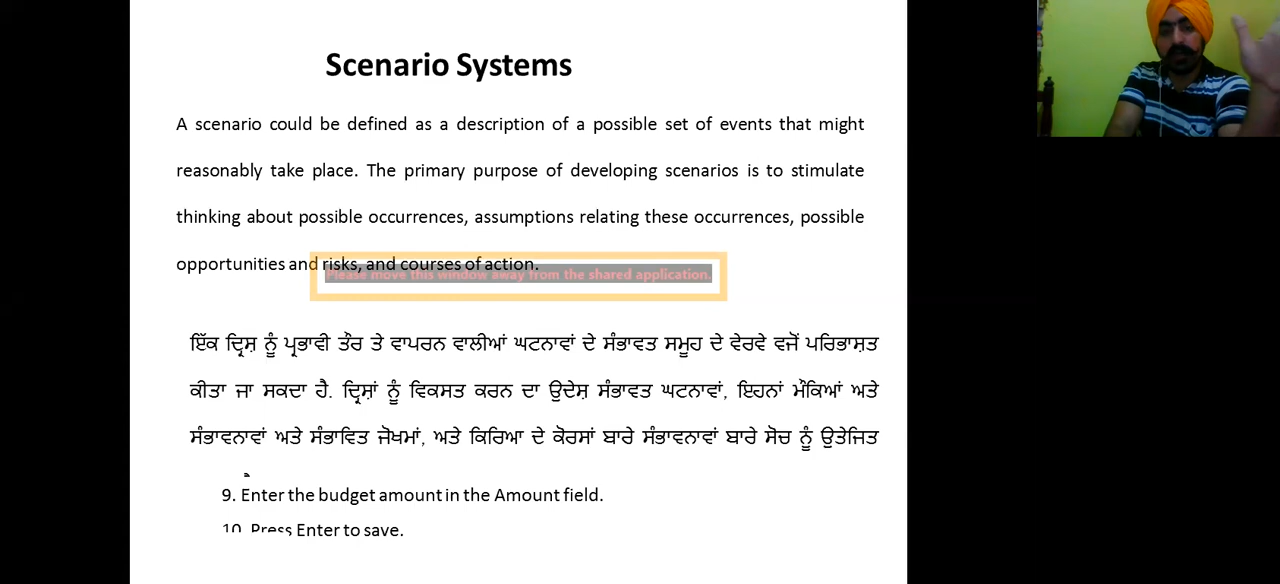 Scenario Systems
A scenario could be defined as a description of a possible set of events that might
reasonably take place. The primary purpose of developing scenarios is to stimulate
thinking about possible occurrences, assumptions relating these occurrences, possible
opportunities and risks, and courses of action.
Please move this window away from the shared application.
ਇੱਕ ਦ੍ਰਿਸ਼ ਨੂੰ ਪ੍ਰਭਾਵੀ ਤੌਰ ਤੇ ਵਾਪਰਨ ਵਾਲੀਆਂ ਘਟਨਾਵਾਂ ਦੇ ਸੰਭਾਵਤ ਸਮੂਹ ਦੇ ਵੇਰਵੇ ਵਜੋਂ ਪਰਿਭਾਸ਼ਤ
ਕੀਤਾ ਜਾ ਸਕਦਾ ਹੈ. ਦ੍ਰਿਸ਼ਾਂ ਨੂੰ ਵਿਕਸਤ ਕਰਨ ਦਾ ਉਦੇਸ਼ ਸੰਭਾਵਤ ਘਟਨਾਵਾਂ, ਇਹਨਾਂ ਮੌਕਿਆਂ ਅਤੇ
ਸੰਭਾਵਨਾਵਾਂ ਅਤੇ ਸੰਭਾਵਿਤ ਜੋਖਮਾਂ, ਅਤੇ ਕਿਰਿਆ ਦੇ ਕੋਰਸਾਂ ਬਾਰੇ ਸੰਭਾਵਨਾਵਾਂ ਬਾਰੇ ਸੋਚ ਨੂੰ ਉਤੇਜਿਤ
9. Enter the budget amount in the Amount field.
10. Press Enter to save.